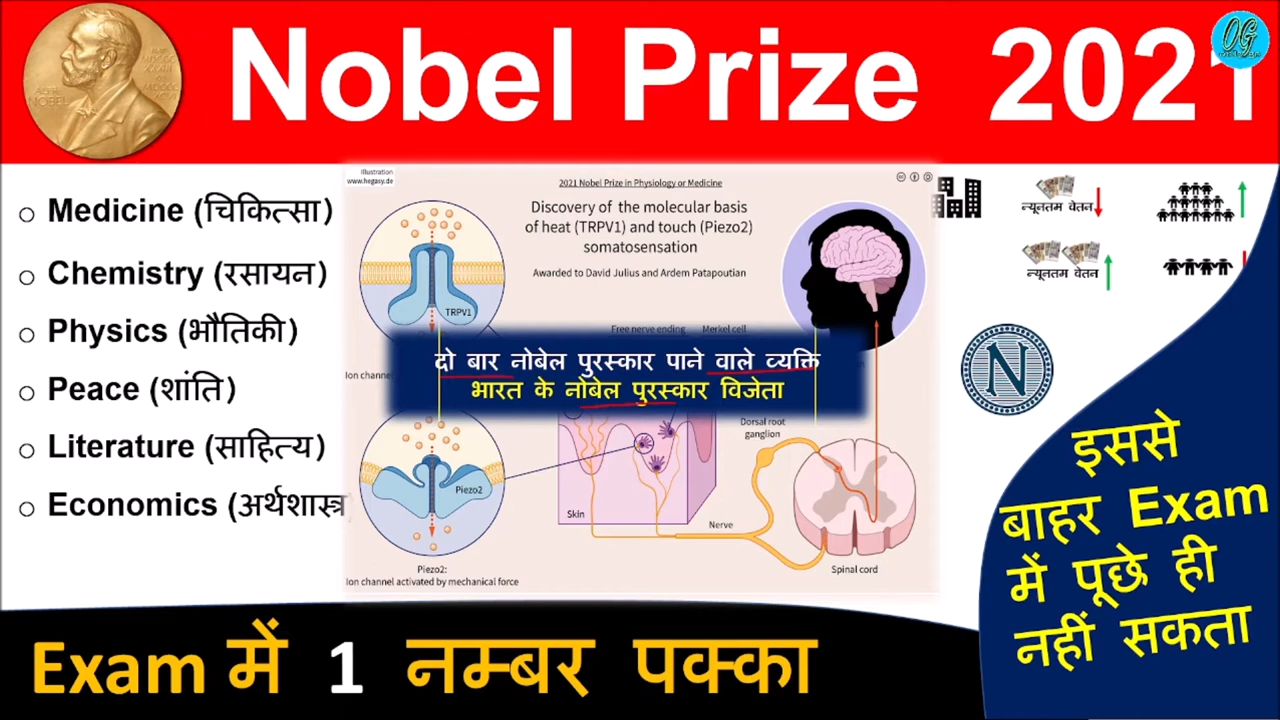 Nobel Prize 2021
OG
Medicine (चिकित्सा)
Chemistry (रसायन)
Physics (भौतिकी)
Peace (शांति)
Literature (साहित्य)
Economics (अर्थशास्त्र
Illustration
www.hegasy.de
2021 Nobel Prize in Physiology or Medicine
Discovery of the molecular basis
of heat (TRPV1) and touch (Piezo2)
somatosensation
Awarded to David Julius and Ardem Patapoutian
TRPV1
Free nerve ending
Merkel cell
Ion channel
दो बार नोबेल पुरस्कार पाने वाले व्यक्ति
भारत के नोबेल पुरस्कार विजेता
Dorsal root
ganglion
Piezo2
Skin
Nerve
Piezo2:
Ion channel activated by mechanical force
Spinal cord
न्यूनतम वेतन
न्यूनतम वेतन
N
इससे
बाहर Exam
में पूछे ही
नहीं सकता
Exam में 1 नम्बर पक्का